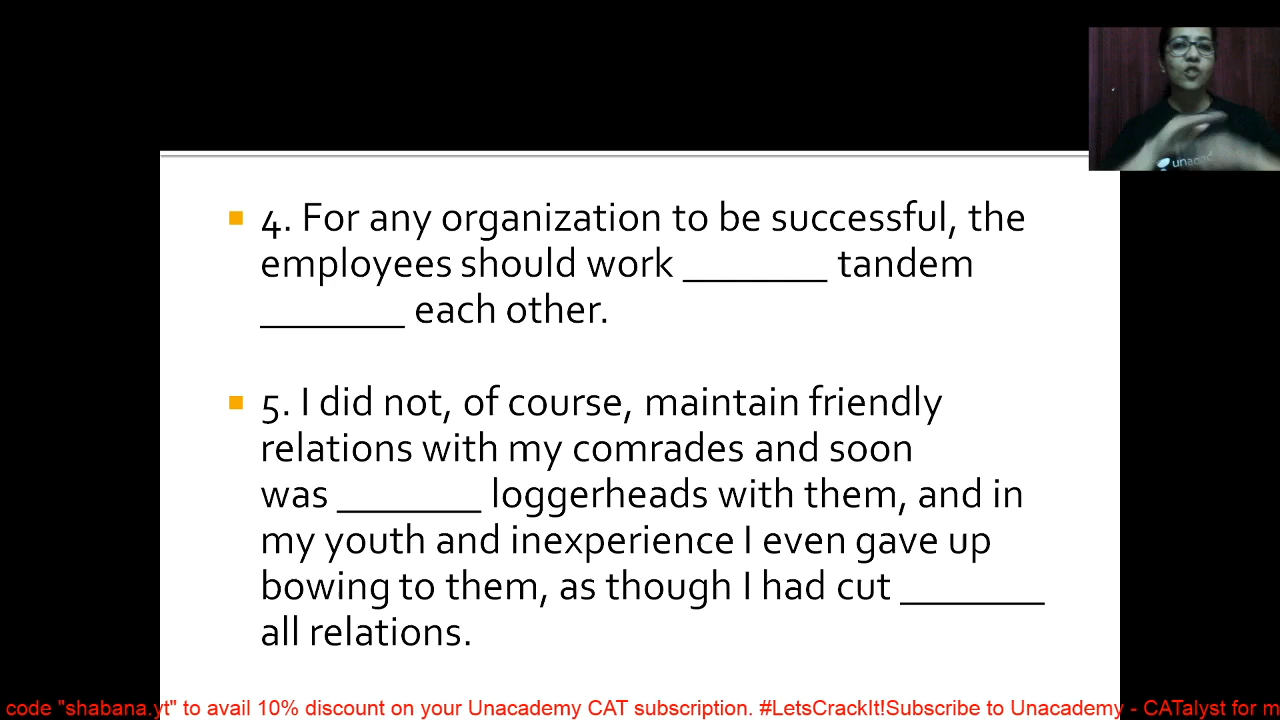 4. For any organization to be successful, the
employees should work ________ tandem
________ each other.
5. I did not, of course, maintain friendly
relations with my comrades and soon
was ________ loggerheads with them, and in
my youth and inexperience I even gave up
bowing to them, as though I had cut ________
all relations.
code "shabana.yt" to avail 10% discount on your Unacademy CAT subscription. #LetsCrackIt!Subscribe to Unacademy - CATalyst for m